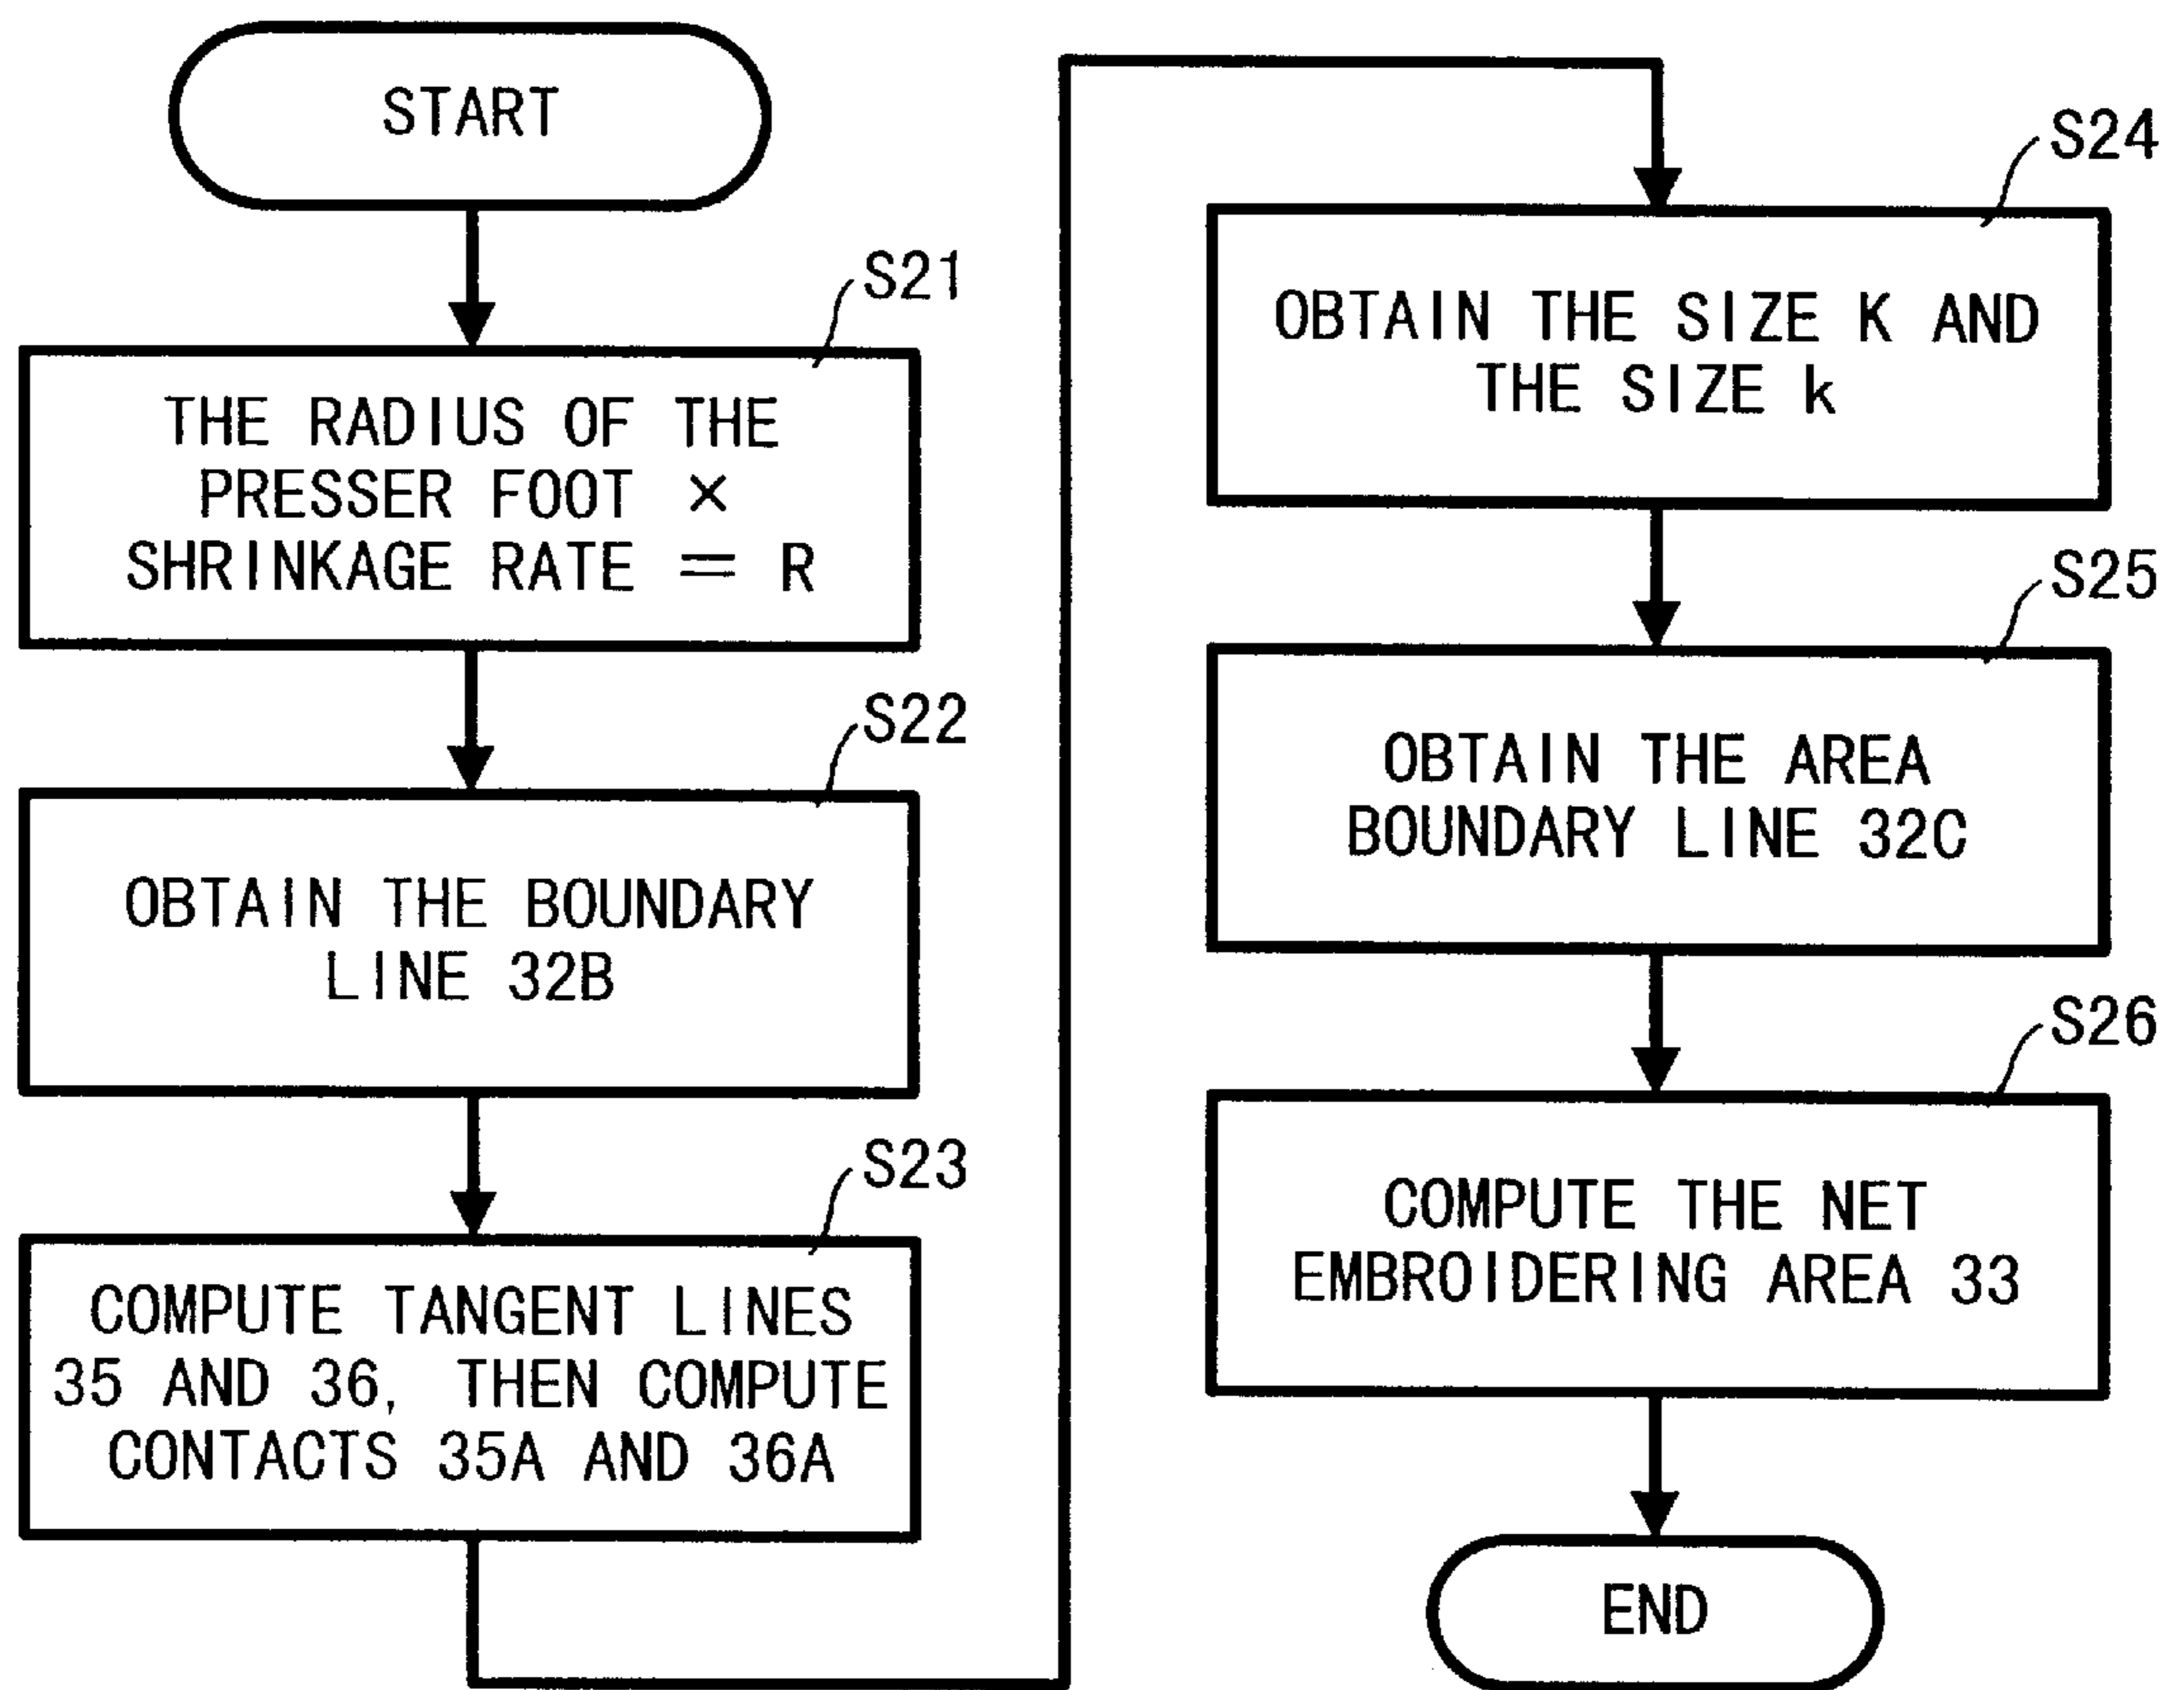 START
S21
THE RADIUS OF THE
PRESSER FOOT ×
SHRINKAGE RATE = R
S22
OBTAIN THE BOUNDARY
LINE 32B
S23
COMPUTE TANGENT LINES
35 AND 36, THEN COMPUTE
CONTACTS 35A AND 36A
S24
OBTAIN THE SIZE K AND
THE SIZE k
S25
OBTAIN THE AREA
BOUNDARY LINE 32C
S26
COMPUTE THE NET
EMBROIDERING AREA 33
END